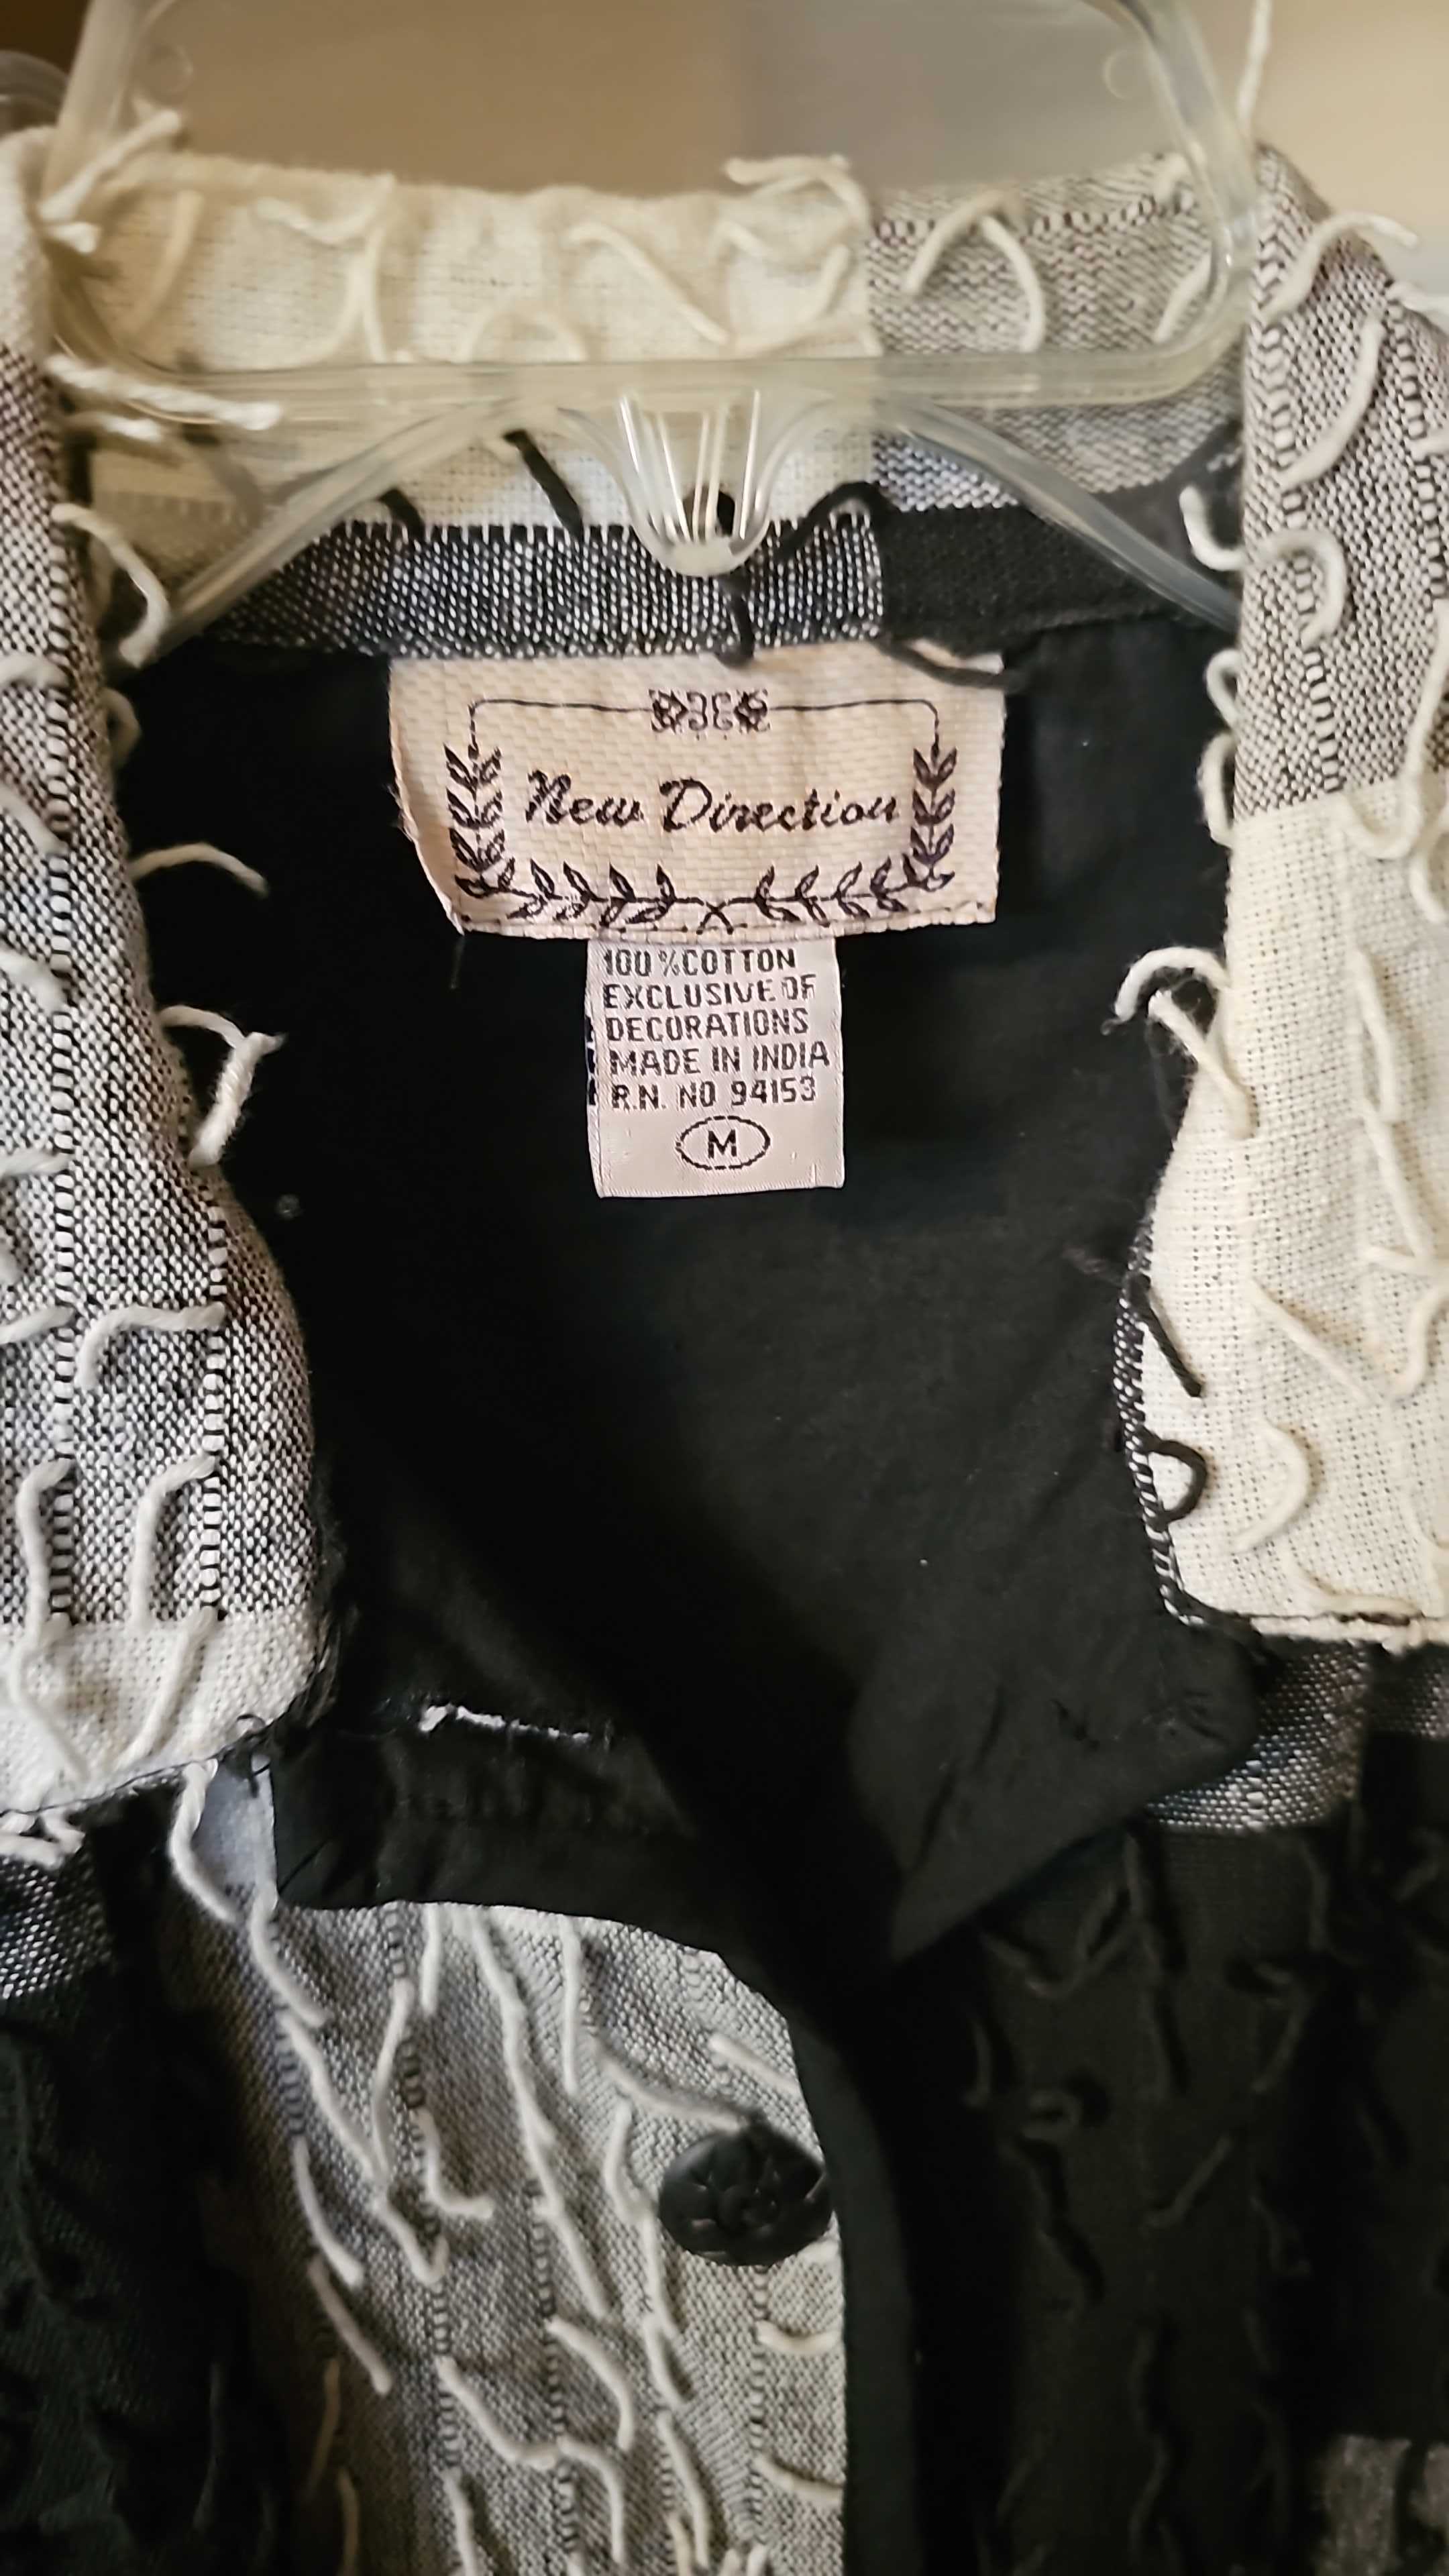 New Direction
100 %COTTON
EXCLUSIVE OF
DECORATIONS
MADE IN INDIA
R.N. NO 94153
M